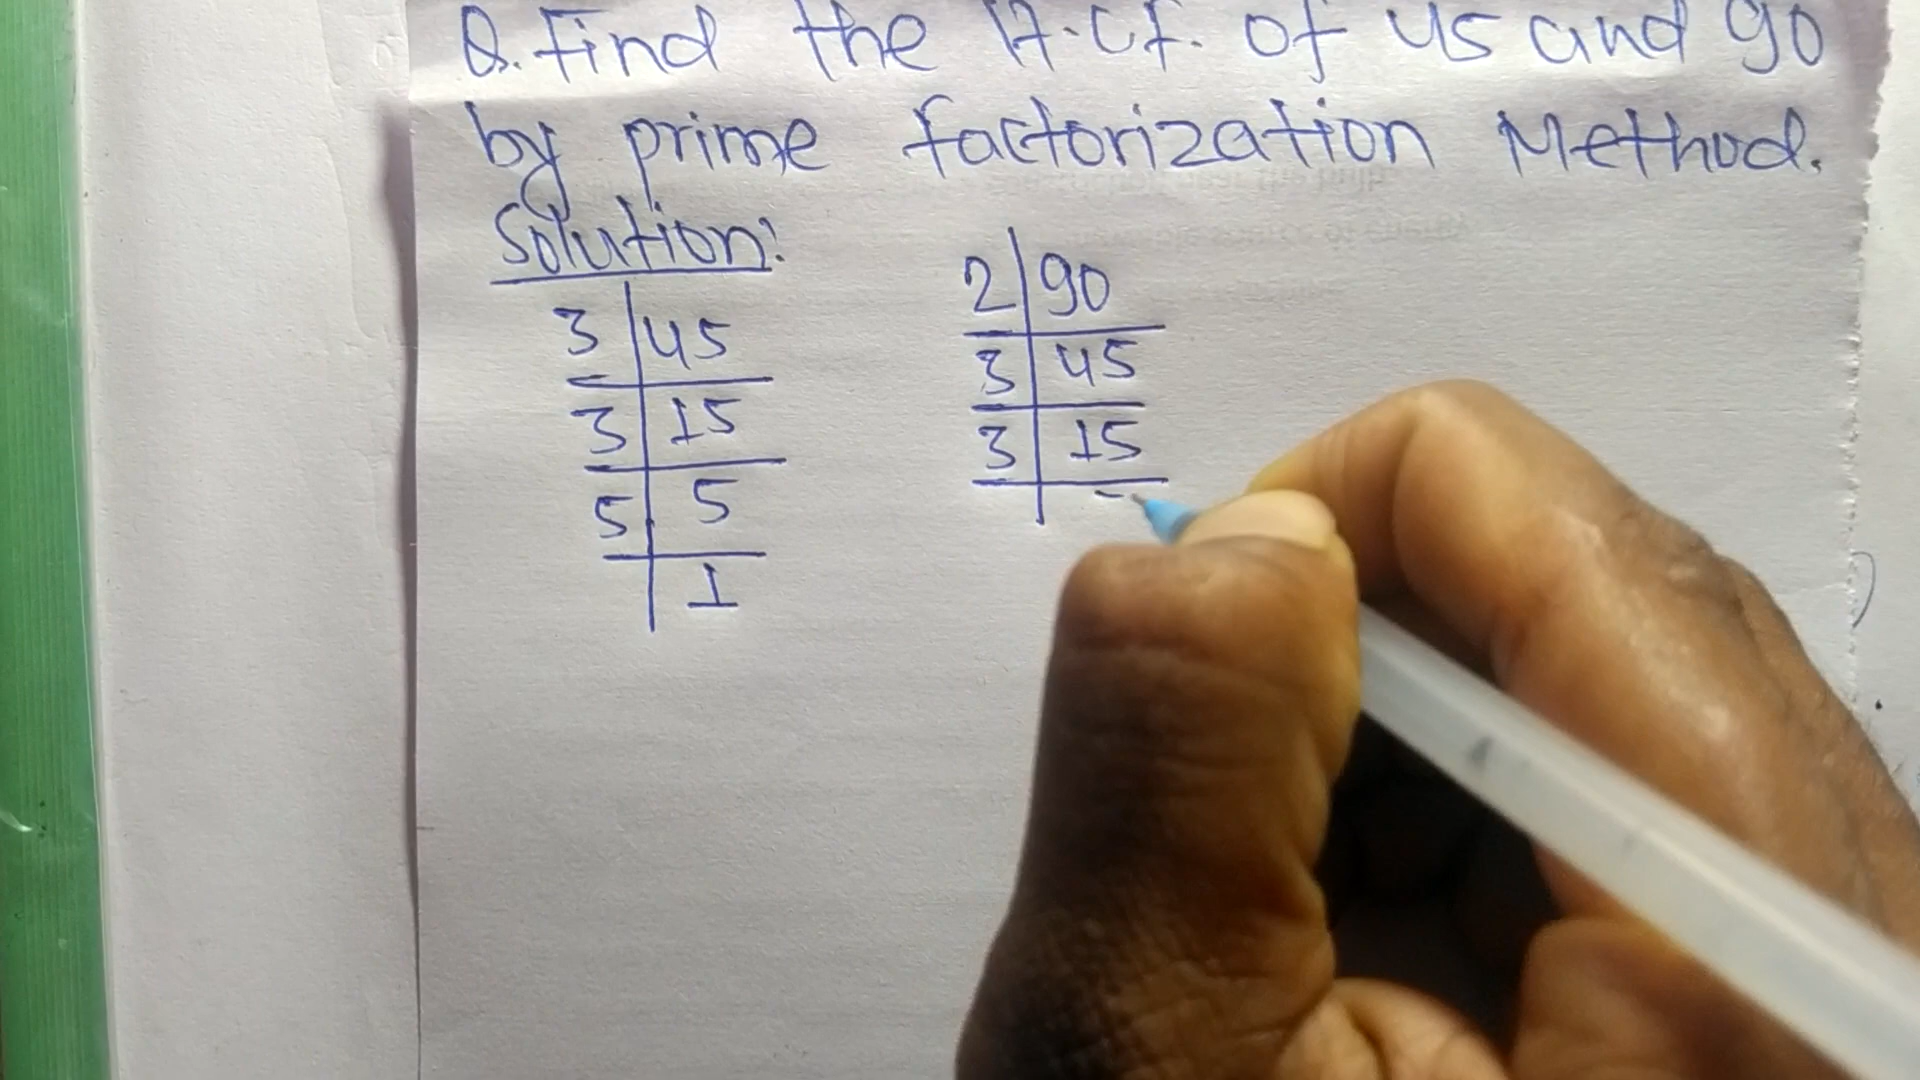 Q. Find the H.C.F. of 45 and 90
by prime factorization Method.
Solution:
3 45
3 15
5 5
1
2 90
3 45
3 15